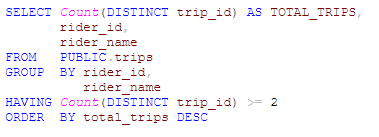 SELECT Count(DISTINCT trip_id) AS TOTAL_TRIPS,
rider_id,
rider_name
FROM PUBLIC.trips
GROUP BY rider_id,
rider_name
HAVING Count(DISTINCT trip_id) >= 2
ORDER BY total_trips DESC